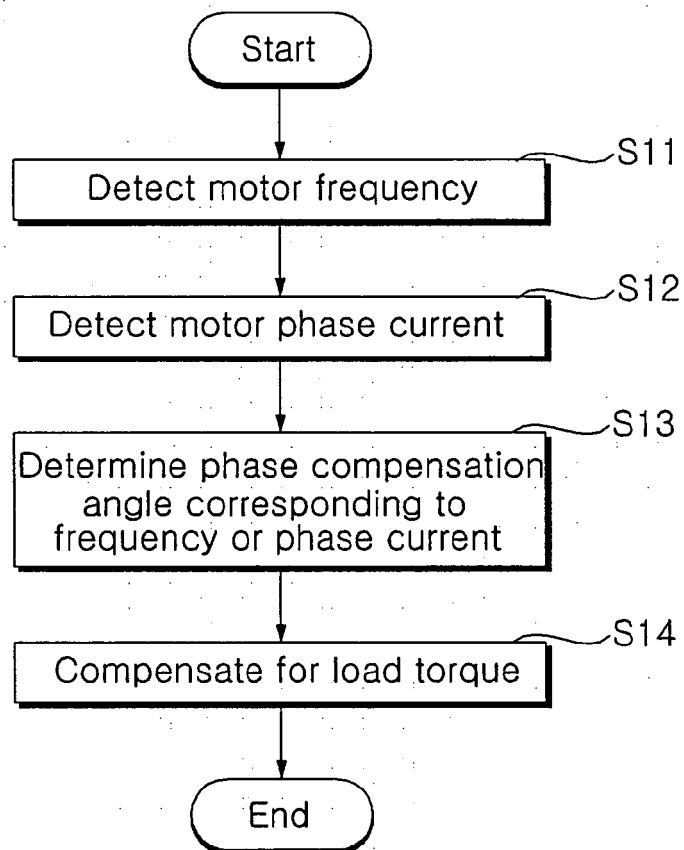 Start
S11
Detect motor frequency
S12
Detect motor phase current
S13
Determine phase compensation
angle corresponding to
frequency or phase current
S14
Compensate for load torque
End